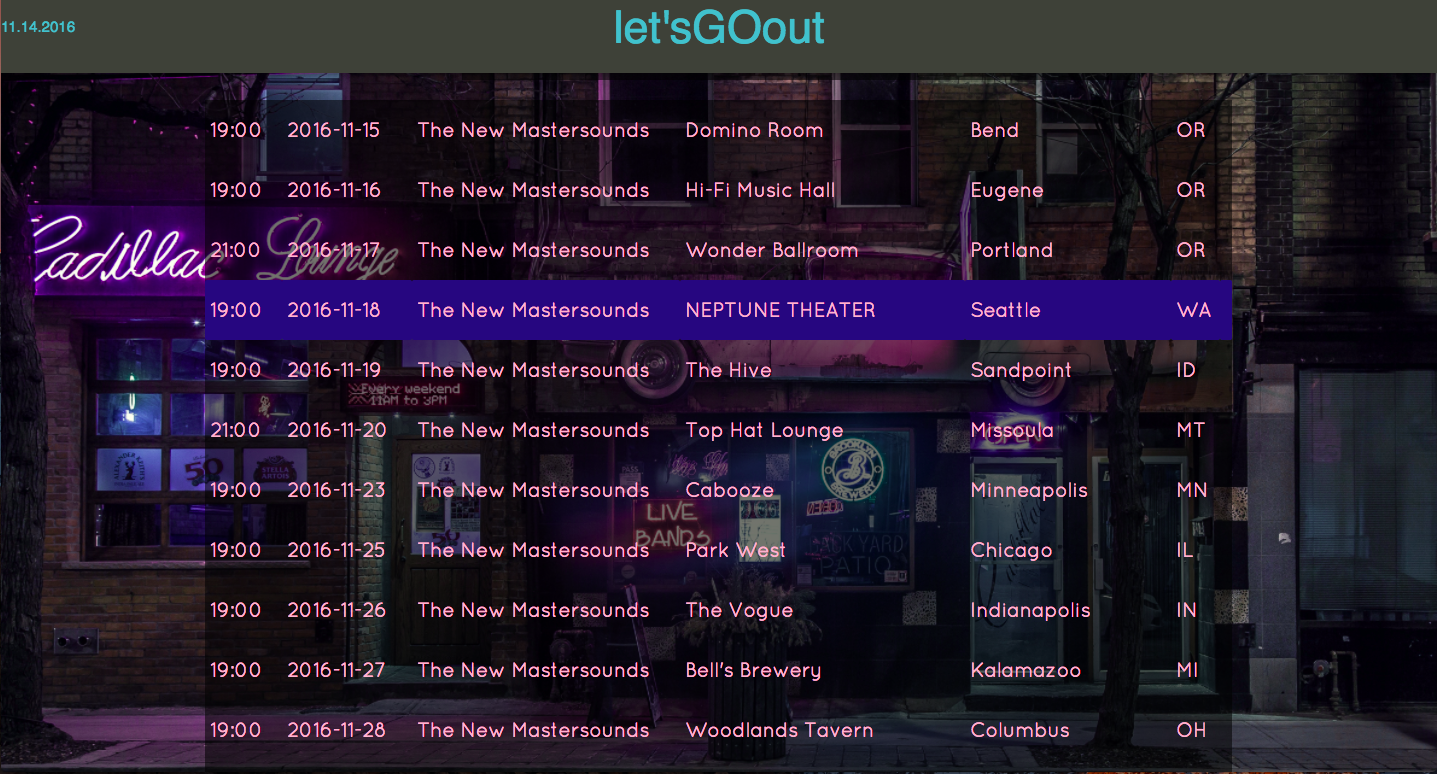 let'sGOout
11.14.2016
19:00 2016-11-15 The New Mastersounds Domino Room Bend OR
19:00 2016-11-16 The New Mastersounds Hi-Fi Music Hall Eugene OR
Cadillac Lounge
21:00 2016-11-17 The New Mastersounds Wonder Ballroom Portland OR
19:00 2016-11-18 The New Mastersounds NEPTUNE THEATER Seattle WA
19:00 2016-11-19 The New Mastersounds The Hive Sandpoint ID
Every weekend
11AM to 3PM
21:00 2016-11-20 The New Mastersounds Top Hat Lounge Missoula MT
OPEN
BROOKLYN
B
BREWERY
50
STELLA
ARTOIS
19:00 2016-11-23 The New Mastersounds Cabooze Minneapolis MN
LIVE
BANDS
19:00 2016-11-25 The New Mastersounds Park West Chicago IL
BACK YARD
PATIO
19:00 2016-11-26 The New Mastersounds The Vogue Indianapolis IN
19:00 2016-11-27 The New Mastersounds Bell's Brewery Kalamazoo MI
19:00 2016-11-28 The New Mastersounds Woodlands Tavern Columbus OH